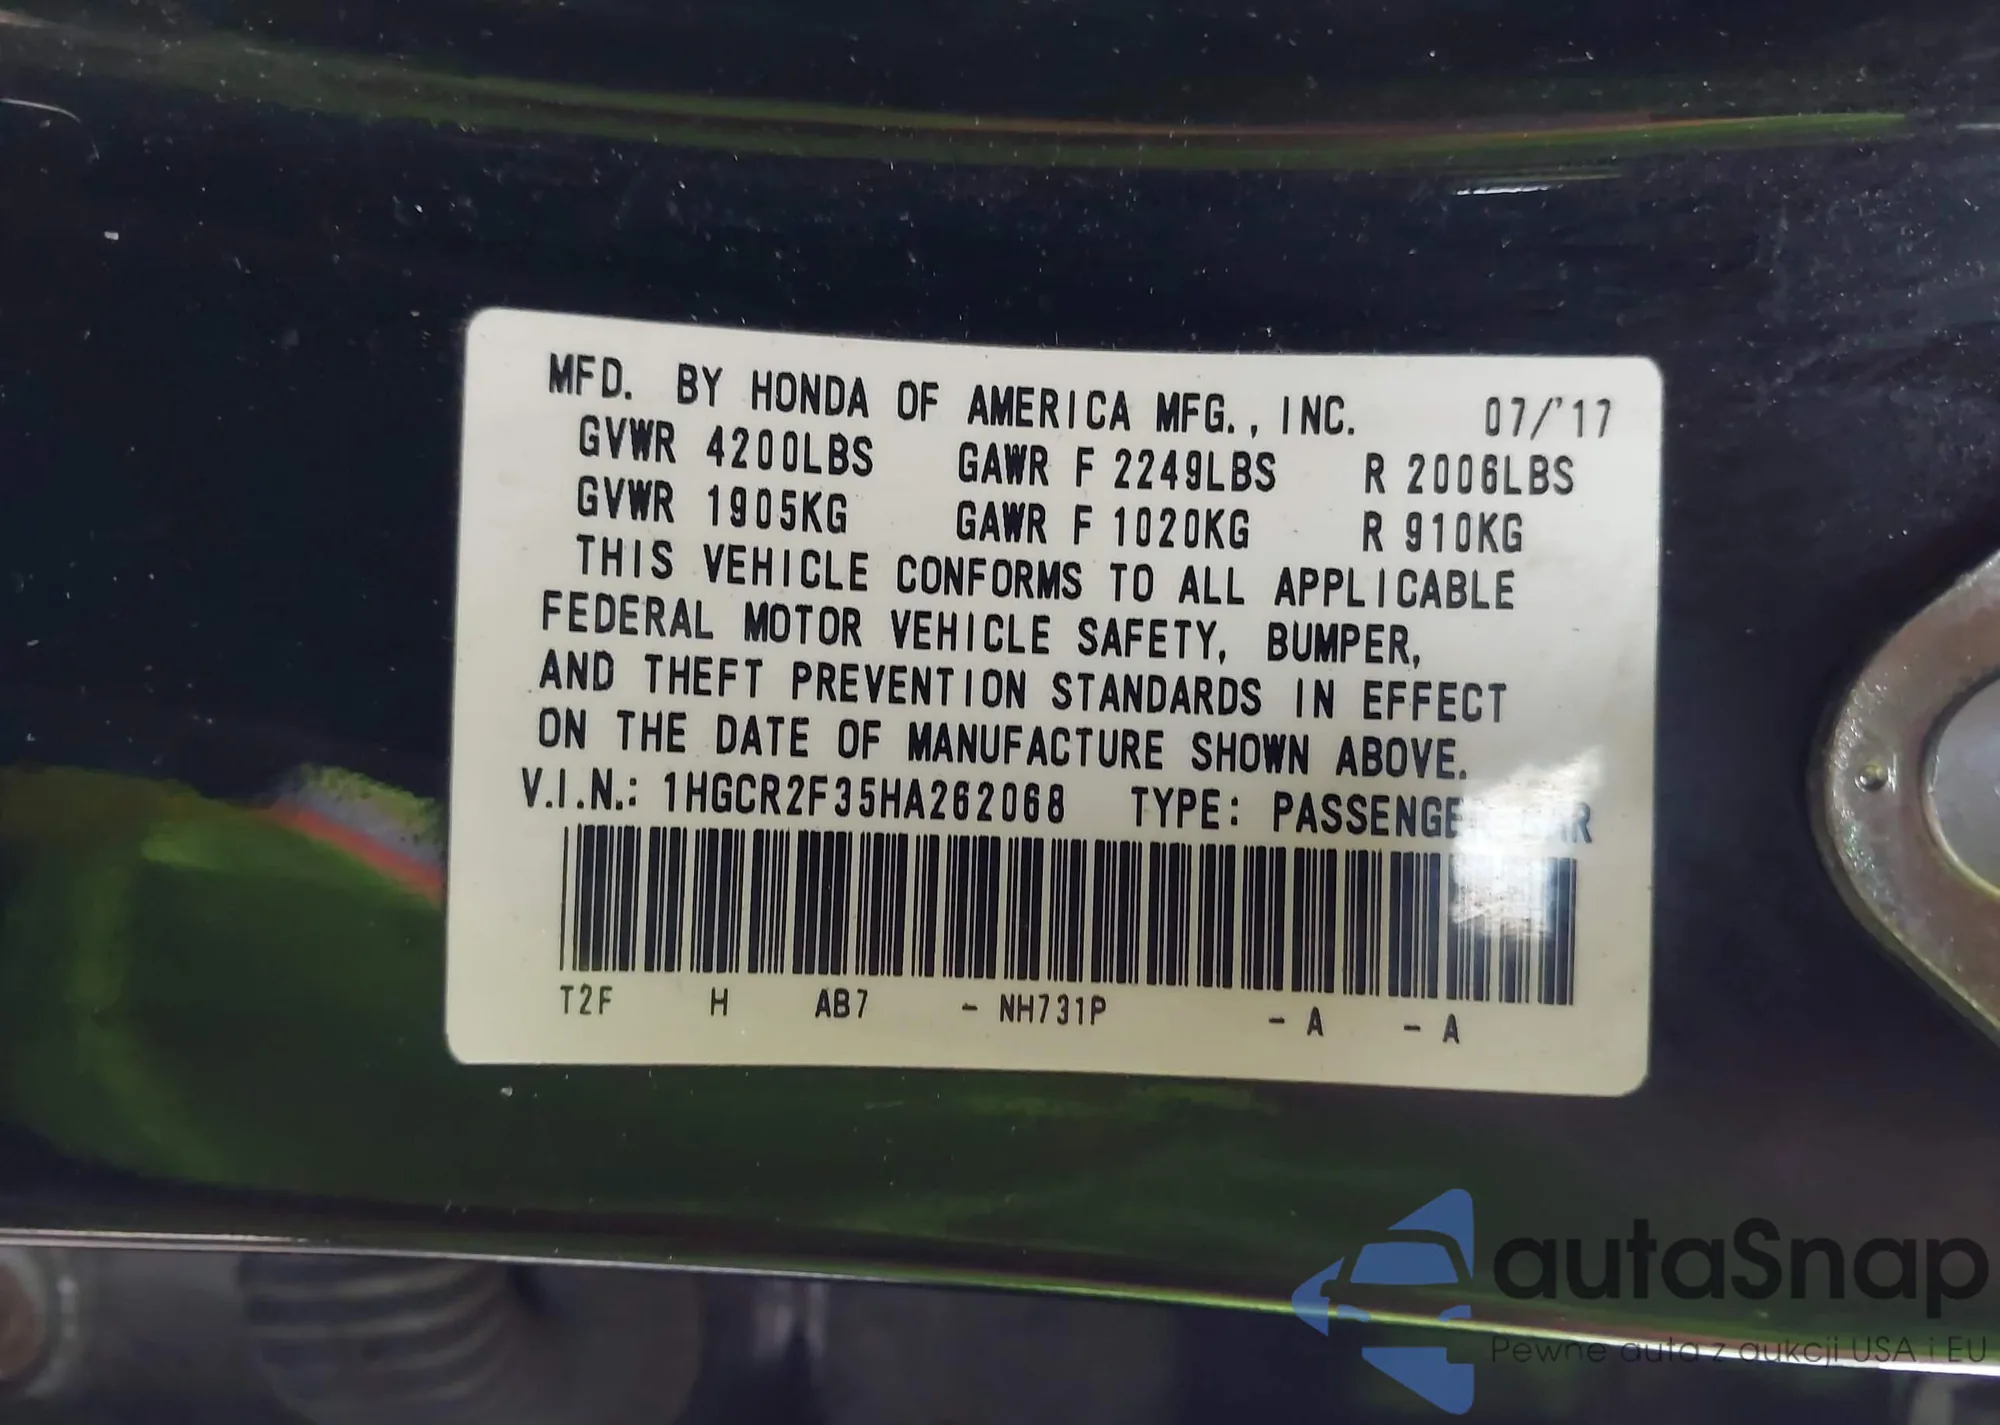 MFD. BY HONDA OF AMERICA MFG., INC. 07/'17
GVWR 4200LBS GAWR F 2249LBS R 2006LBS
GVWR 1905KG GAWR F 1020KG R 910KG
THIS VEHICLE CONFORMS TO ALL APPLICABLE
FEDERAL MOTOR VEHICLE SAFETY, BUMPER,
AND THEFT PREVENTION STANDARDS IN EFFECT
ON THE DATE OF MANUFACTURE SHOWN ABOVE.
V.I.N.: 1HGCR2F35HA262068 TYPE: PASSENGER CAR
T2F H AB7 - NH731P - A - A
autaSnap
Pewne auta z aukcji USA i EU